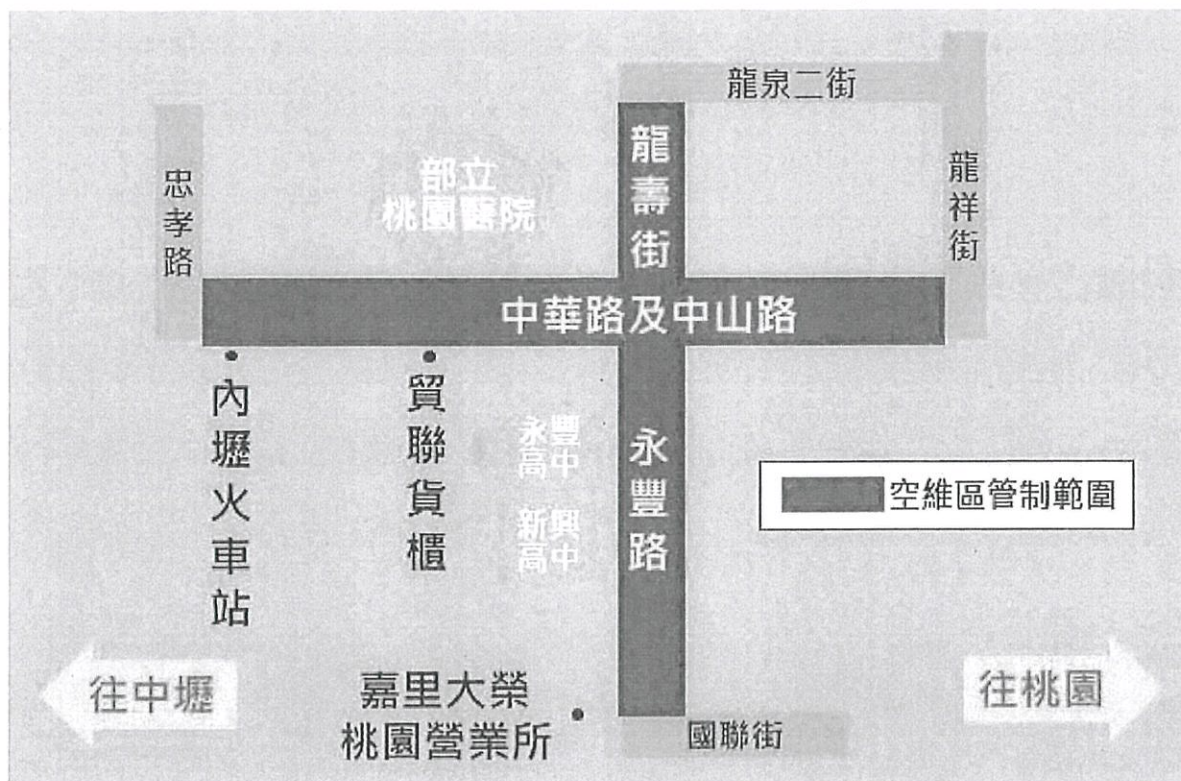 龍泉二街
忠孝路
部立
桃園醫院
龍壽街
龍祥街
中華路及中山路
內壢火車站
貿聯貨櫃
永豐
高中
新興
高中
永豐路
空維區管制範圍
往中壢
嘉里大榮
桃園營業所
國聯街
往桃園